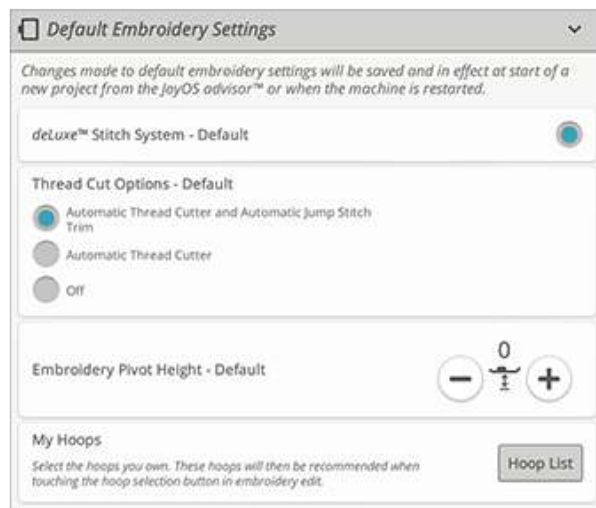 Default Embroidery Settings
Changes made to default embroidery settings will be saved and in effect at start of a
new project from the JoyOS advisor™ or when the machine is restarted.
deLuxe™ Stitch System - Default
Thread Cut Options - Default
Automatic Thread Cutter and Automatic Jump Stitch
Trim
Automatic Thread Cutter
Off
0
Embroidery Pivot Height - Default
My Hoops
Select the hoops you own. These hoops will then be recommended when
touching the hoop selection button in embroidery edit.
Hoop List